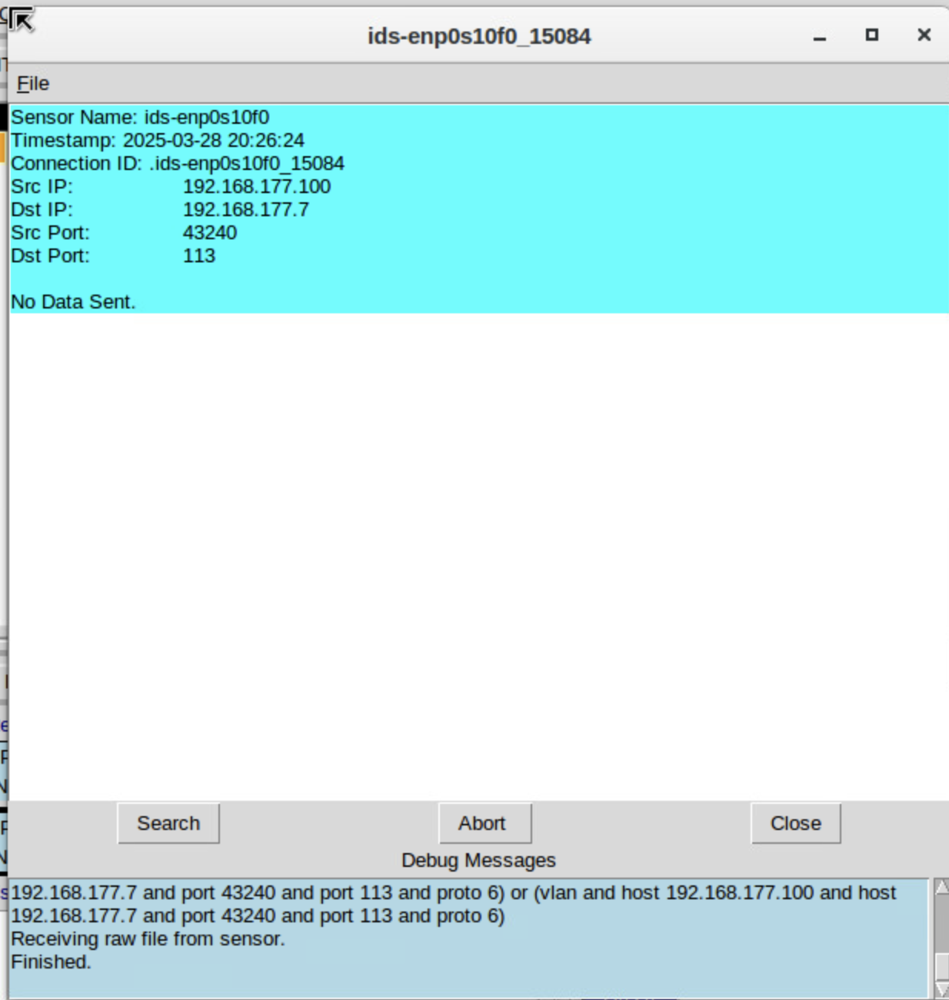 ids-enp0s10f0_15084
File
Sensor Name: ids-enp0s10f0
Timestamp: 2025-03-28 20:26:24
Connection ID: .ids-enp0s10f0_15084
Src IP: 192.168.177.100
Dst IP: 192.168.177.7
Src Port: 43240
Dst Port: 113
No Data Sent.
Search Abort Close
Debug Messages
192.168.177.7 and port 43240 and port 113 and proto 6) or (vlan and host 192.168.177.100 and host
192.168.177.7 and port 43240 and port 113 and proto 6)
Receiving raw file from sensor.
Finished.